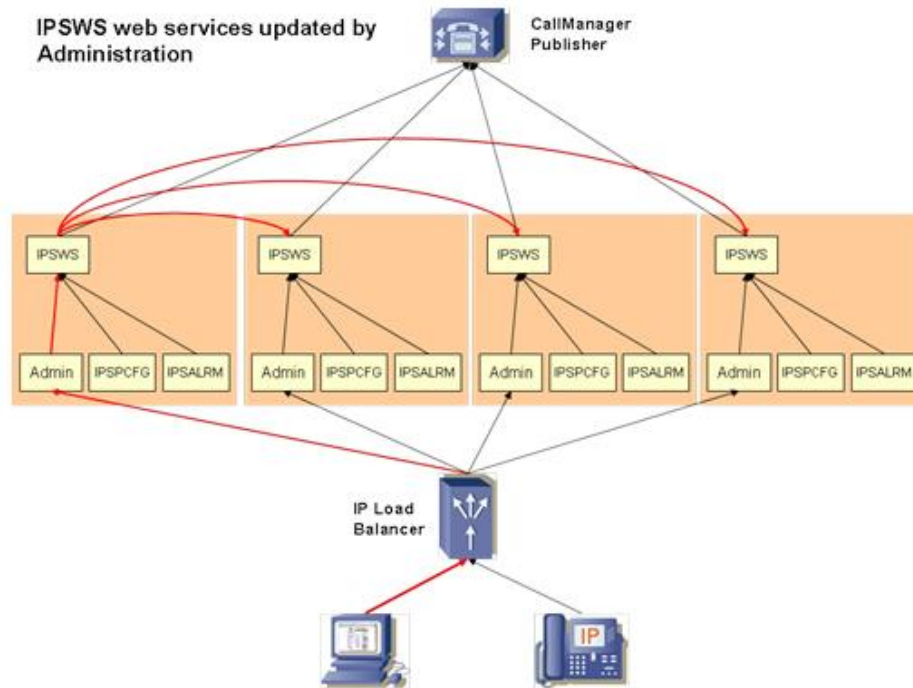 IPSWS web services updated by
Administration
CallManager
Publisher
IPSWS
IPSWS
IPSWS
IPSWS
Admin
IPSPCFG
IPSALRM
Admin
IPSPCFG
IPSALRM
Admin
IPSPCFG
IPSALRM
Admin
IPSPCFG
IPSALRM
IP Load
Balancer
IP